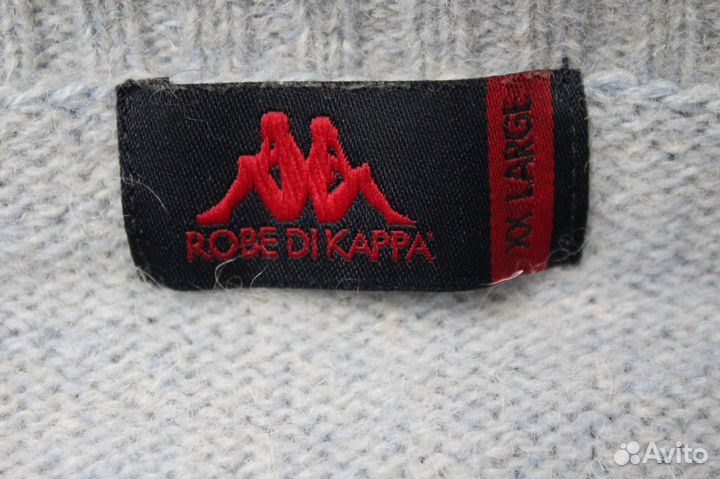 ROBE DI KAPPA
XX LARGE
Avito